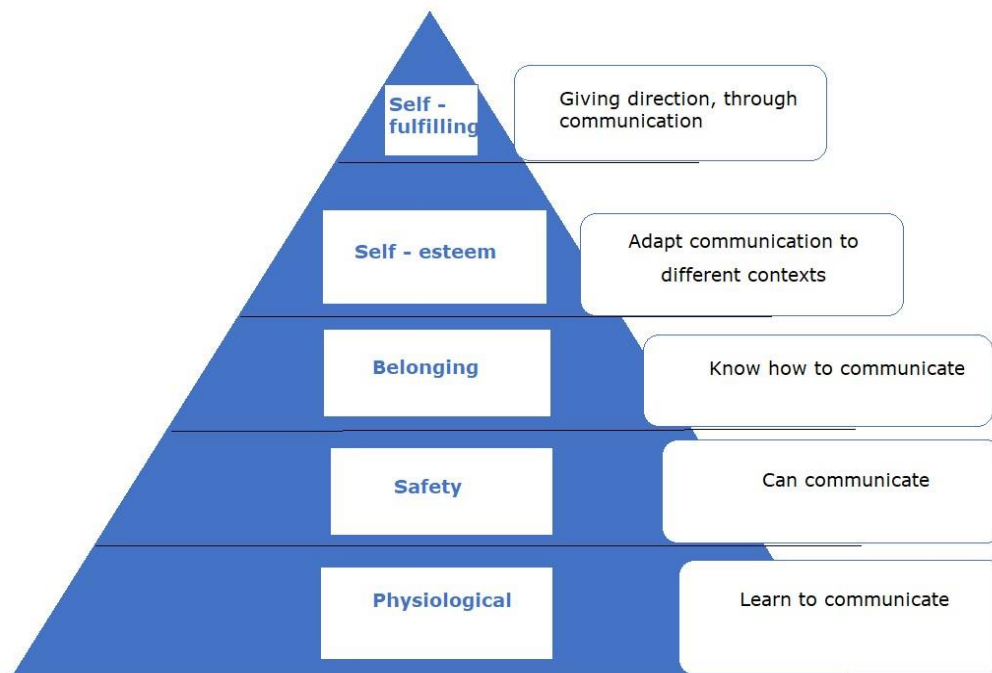 Self -
fulfilling
Giving direction, through
communication
Self - esteem
Adapt communication to
different contexts
Belonging
Know how to communicate
Safety
Can communicate
Physiological
Learn to communicate